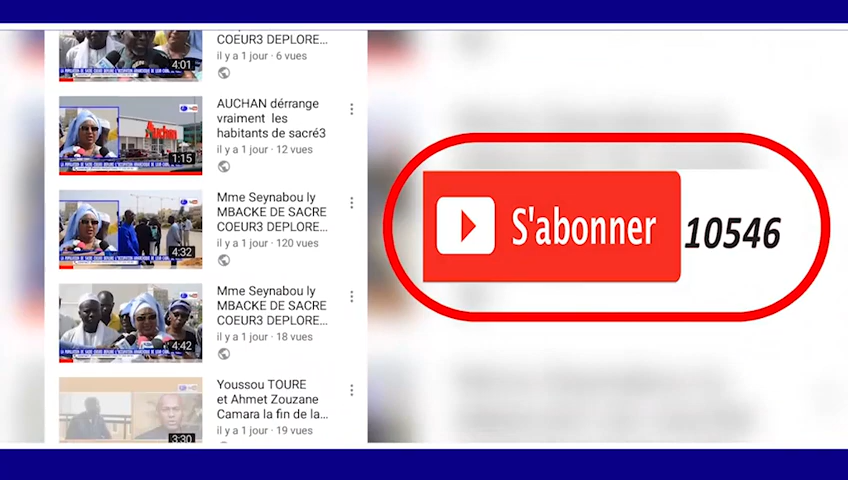 COEUR3 DEPLORE...
il y a 1 jour · 6 vues
4:01
AUCHAN dérrange
vraiment les
habitants de sacré3
il y a 1 jour · 12 vues
Auchan
1:15
Mme Seynabou ly
MBACKE DE SACRE
COEUR3 DEPLORE...
il y a 1 jour · 120 vues
4:32
Mme Seynabou ly
MBACKE DE SACRE
COEUR3 DEPLORE...
il y a 1 jour · 18 vues
4:42
Youssou TOURE
et Ahmet Zouzane
Camara la fin de la...
il y a 1 jour · 19 vues
3:30
S'abonner
10546